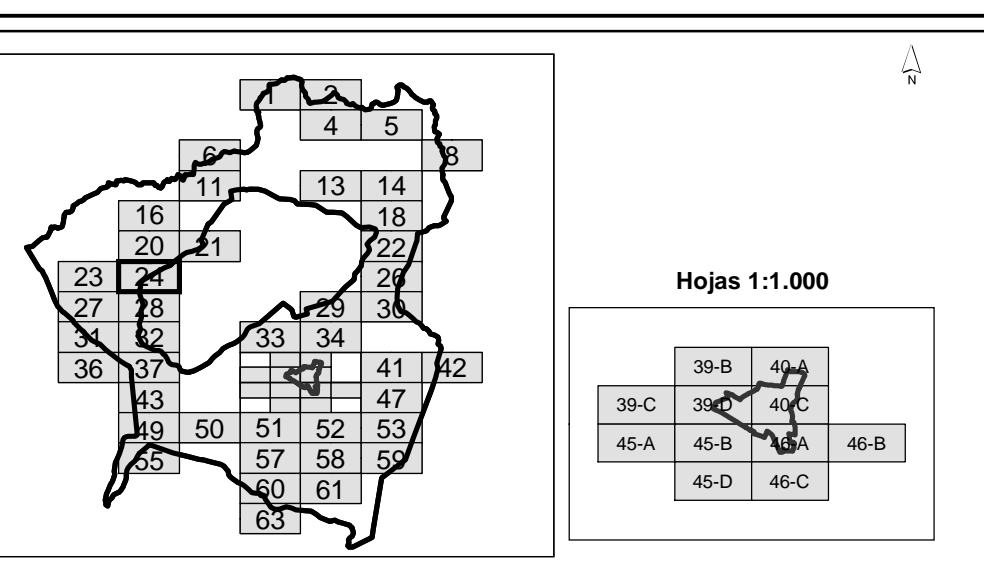 N
1 2
4 5
6 8
11 13 14
16 18
20 21 22
23 24 26
27 28 29 30
31 32 33 34
36 37 41 42
43 47
49 50 51 52 53
55 57 58 59
60 61
63
Hojas 1:1.000
39-B 40-A
39-C 39-D 40-C
45-A 45-B 46-A 46-B
45-D 46-C